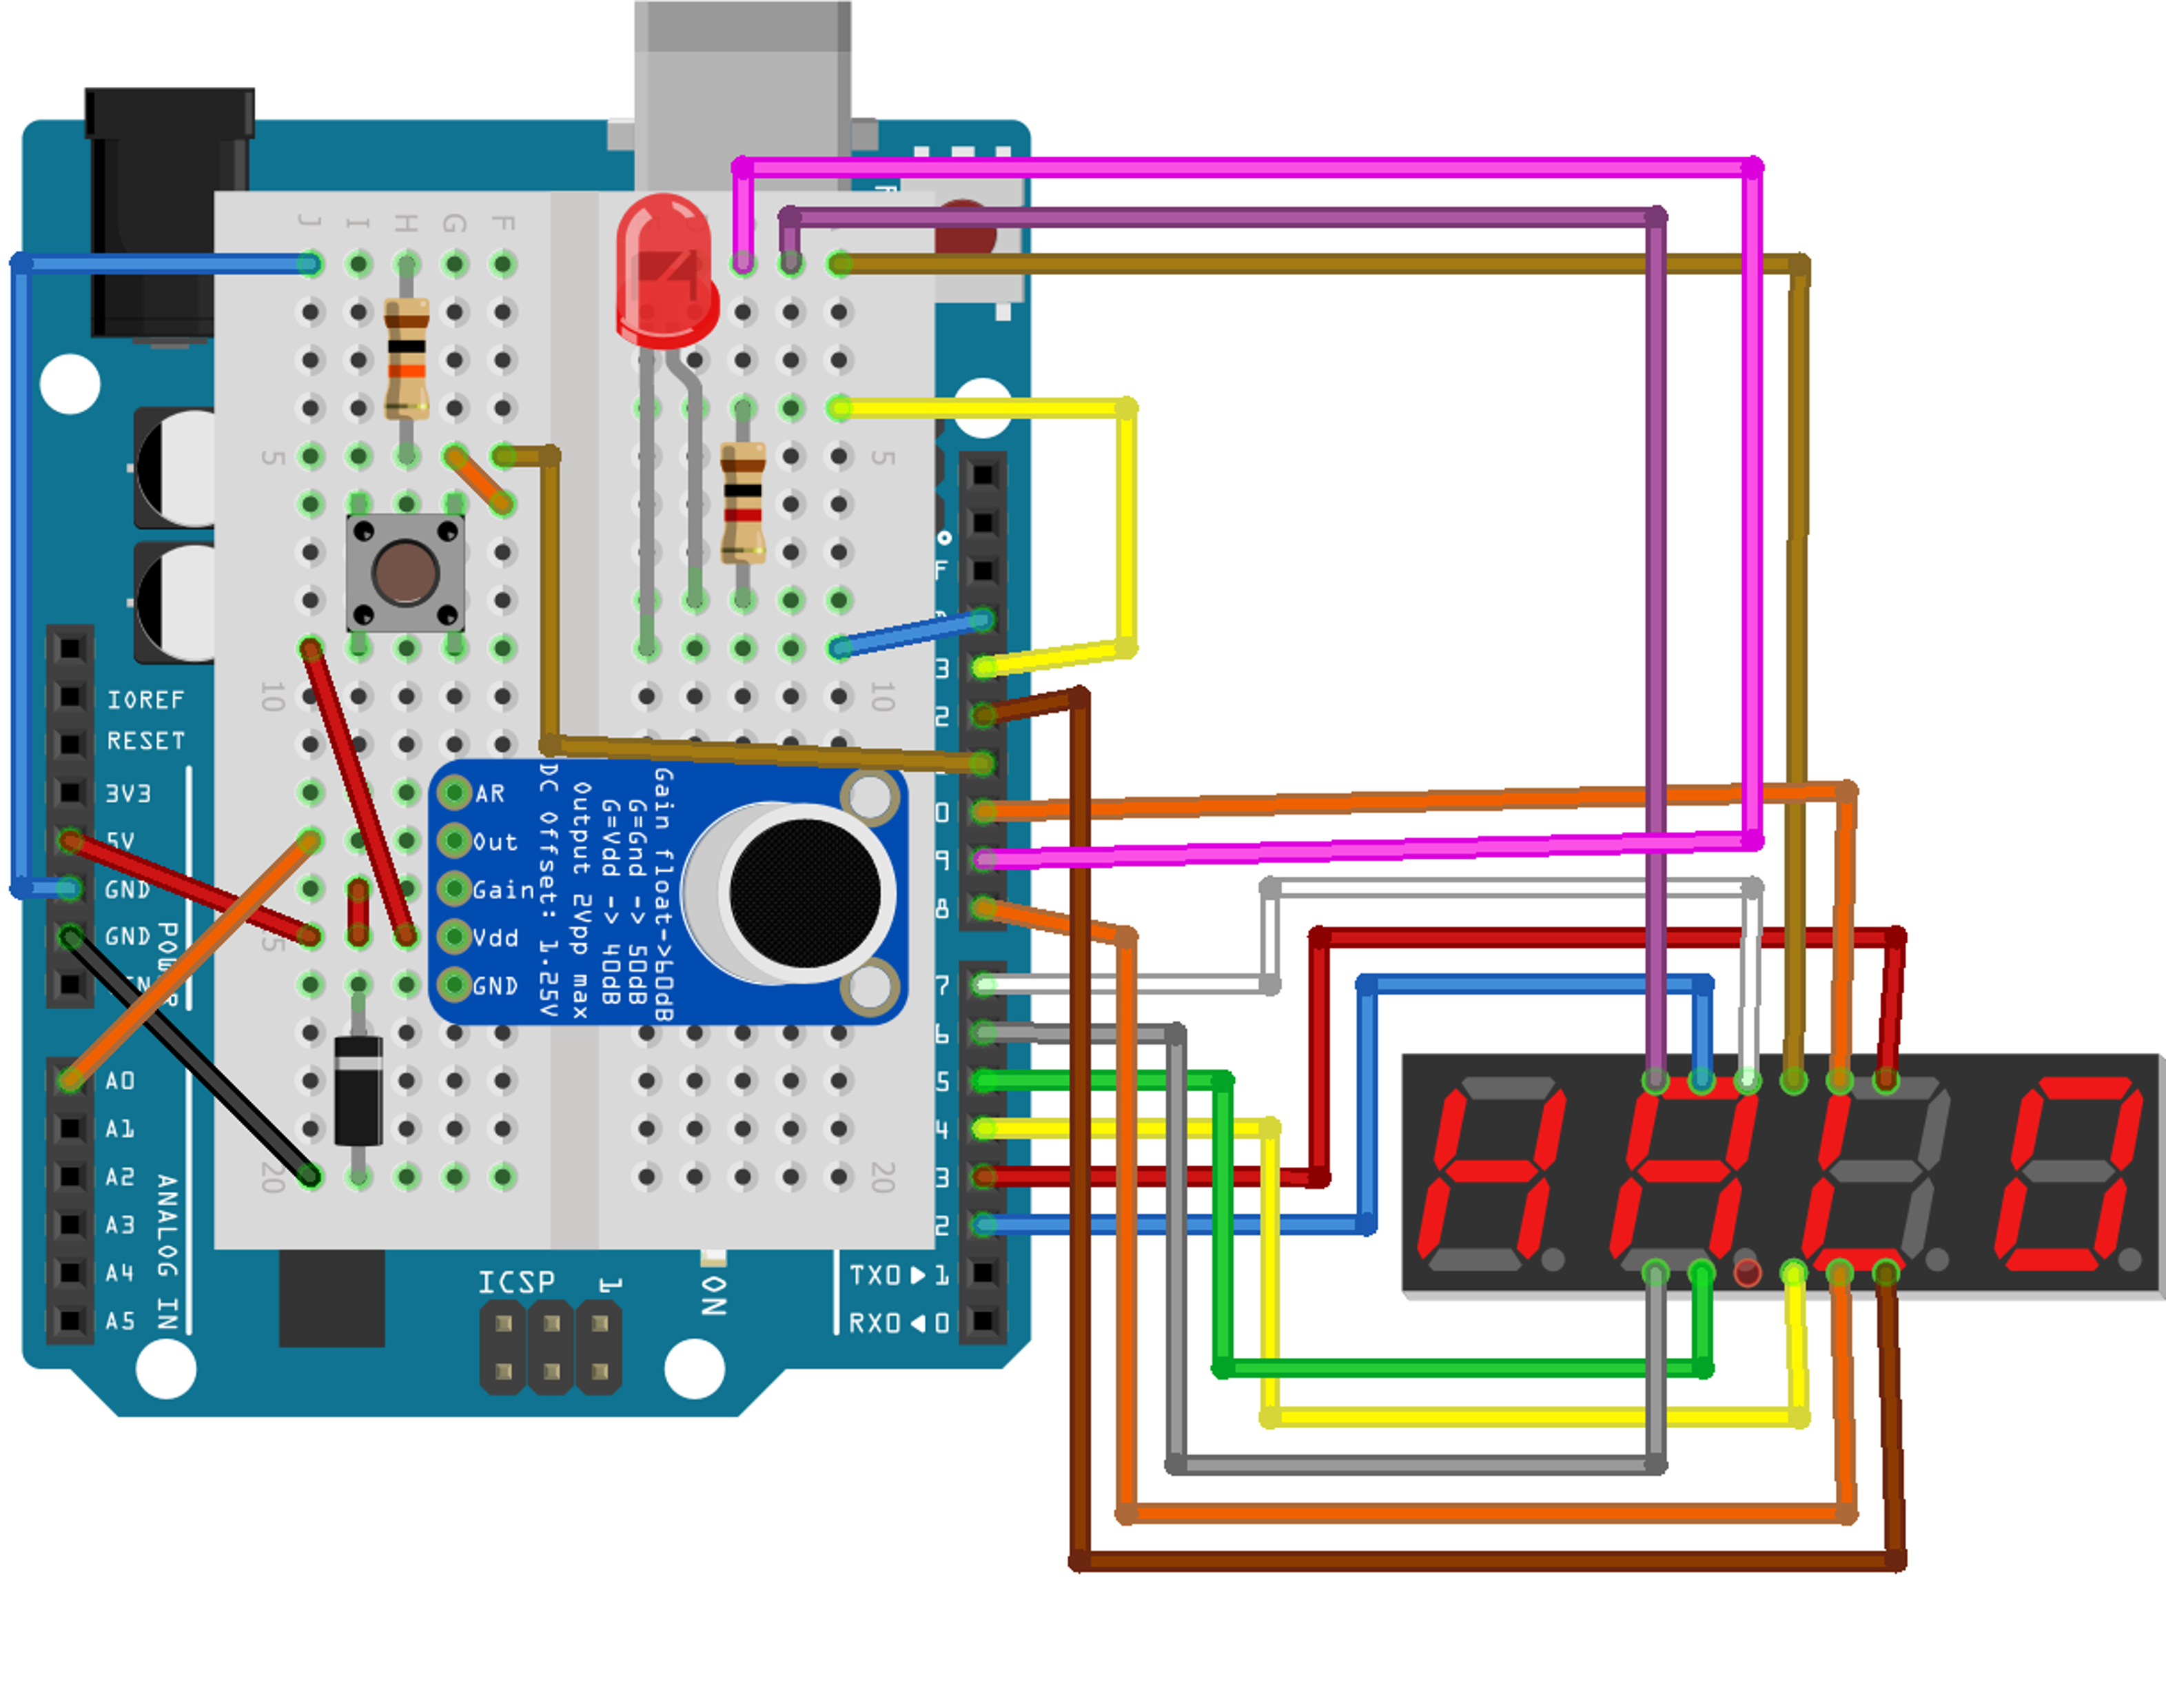 J I H G F
5
5
10
10
5
20
20
IOREF
RESET
3V3
5V
GND
GND
A0
A1
A2
A3
A4
A5
ANALOG IN
AR
Out
Gain
Vdd
GND
DC Offset: 1.25V
Output 2Vpp max
G=Vdd -> 40dB
G=Gnd -> 50dB
Gain float->60dB
F
3
2
0
9
8
7
6
5
4
3
2
TX0▶1
RX0◀0
ICSP
1
ON